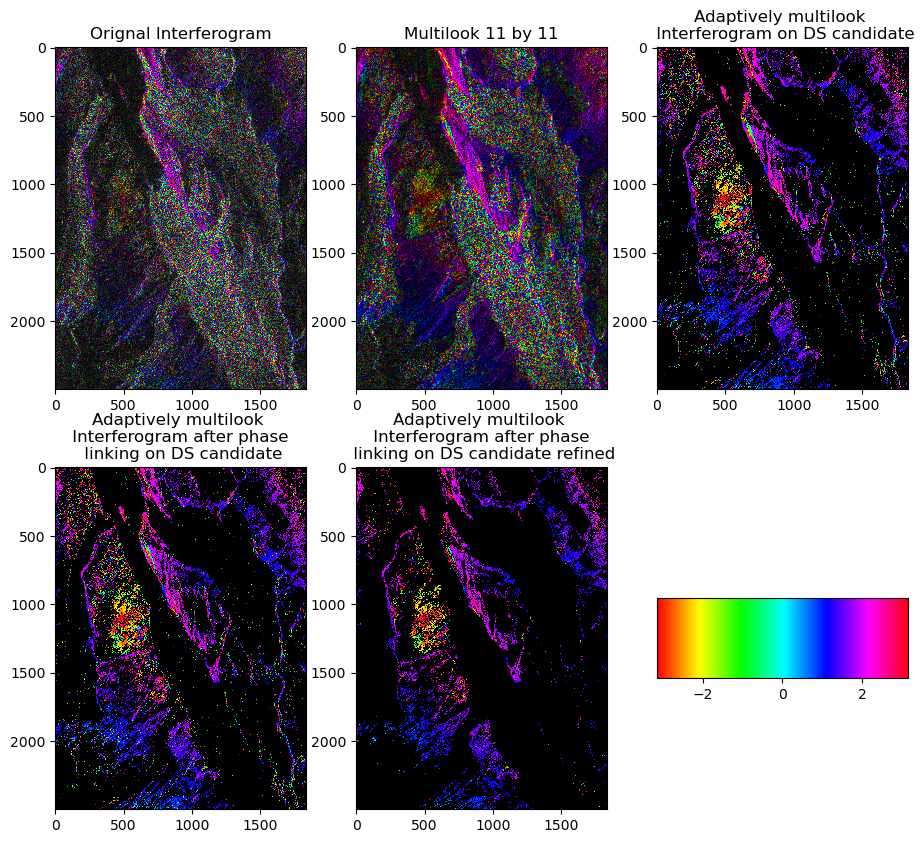 Orignal Interferogram
Multilook 11 by 11
Adaptively multilook
Interferogram on DS candidate
0
500
1000
1500
2000
0 500 1000 1500
0
500
1000
1500
2000
0 500 1000 1500
0
500
1000
1500
2000
0 500 1000 1500
Adaptively multilook
Interferogram after phase
linking on DS candidate
Adaptively multilook
Interferogram after phase
linking on DS candidate refined
0
500
1000
1500
2000
0 500 1000 1500
0
500
1000
1500
2000
0 500 1000 1500
−2 0 2